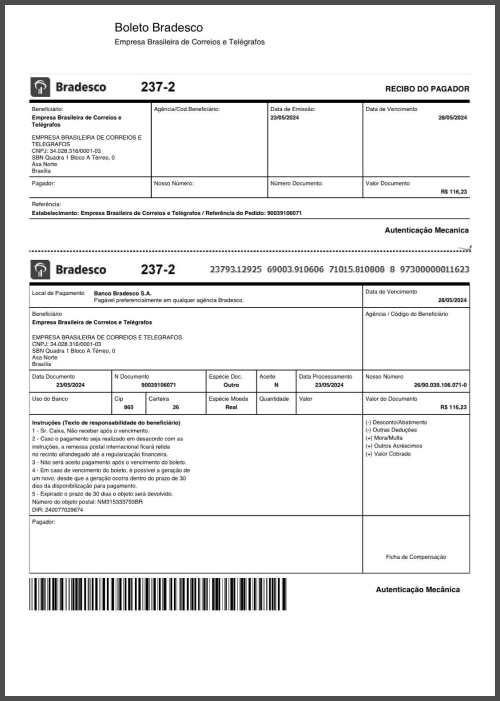 Boleto Bradesco
Empresa Brasileira de Correios e Telégrafos
Bradesco 237-2 RECIBO DO PAGADOR
Beneficiário: Agência/Cod.Beneficiário: Data de Emissão: Data de Vencimento
Empresa Brasileira de Correios e 23/05/2024 28/05/2024
Telégrafos
EMPRESA BRASILEIRA DE CORREIOS E
TELEGRAFOS
CNPJ: 34.028.316/0001-03
SBN Quadra 1 Bloco A Térreo, 0
Asa Norte
Brasília
Pagador: Nosso Número: Número Documento: Valor Documento
R$ 116,23
Referência:
Estabelecimento: Empresa Brasileira de Correios e Telégrafos / Referência do Pedido: 90039106071
Autenticação Mecanica
Bradesco 237-2 23793.12925 69003.910606 71015.810808 8 97300000011623
Local de Pagamento Banco Bradesco S.A. Data de Vencimento
Pagável preferencialmente em qualquer agência Bradesco. 28/05/2024
Beneficiário Agência / Código do Beneficiário
Empresa Brasileira de Correios e Telégrafos
EMPRESA BRASILEIRA DE CORREIOS E TELEGRAFOS
CNPJ: 34.028.316/0001-03
SBN Quadra 1 Bloco A Térreo, 0
Asa Norte
Brasília
Data Documento N Documento Espécie Doc. Aceite Data Processamento Nosso Número
23/05/2024 90039106071 Outro N 23/05/2024 26/90.039.106.071-0
Uso do Banco Cip Carteira Espécie Moeda Quantidade Valor Valor do Documento
865 26 Real R$ 116,23
Instruções (Texto de responsabilidade do beneficiário) (-) Desconto/Abatimento
1 - Sr. Caixa, Não receber após o vencimento. (-) Outras Deduções
2 - Caso o pagamento seja realizado em desacordo com as (+) Mora/Multa
instruções, a remessa postal internacional ficará retida (+) Outros Acréscimos
no recinto alfandegado até a regularização financeira. (+) Valor Cobrado
3 - Não será aceito pagamento após o vencimento do boleto.
4 - Em caso de vencimento do boleto, é possível a geração de
um novo, desde que a geração ocorra dentro do prazo de 30
dias da disponibilização para pagamento.
5 - Expirado o prazo de 30 dias o objeto será devolvido.
Número do objeto postal: NM315333793BR
DIR: 240077029874
Pagador:
Ficha de Compensação
Autenticação Mecânica